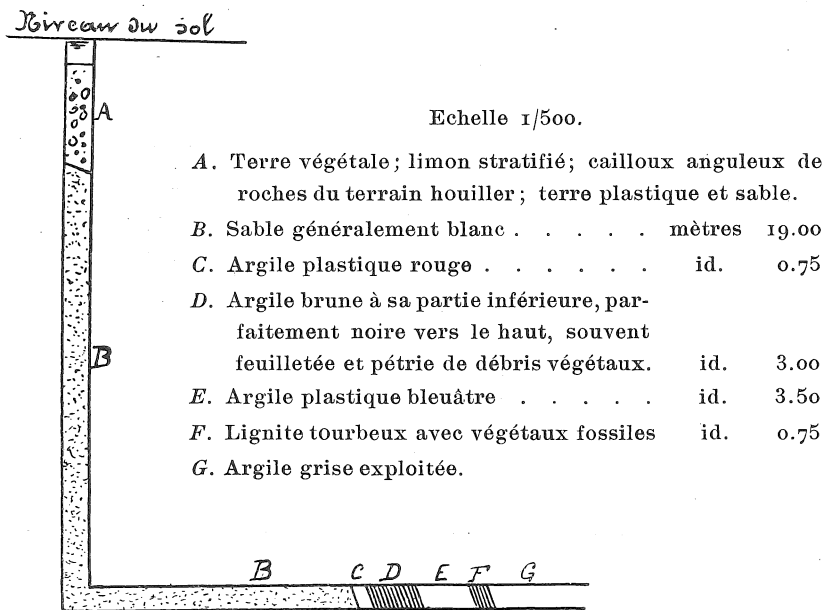 Niveau du sol
A
Echelle 1/500.
A. Terre végétale; limon stratifié; cailloux anguleux de
roches du terrain houiller; terre plastique et sable.
B. Sable généralement blanc . . . . . mètres 19.00
C. Argile plastique rouge . . . . . . id. 0.75
D. Argile brune à sa partie inférieure, par-
faitement noire vers le haut, souvent
feuilletée et pétrie de débris végétaux. id. 3.00
B
E. Argile plastique bleuâtre . . . . . id. 3.50
F. Lignite tourbeux avec végétaux fossiles id. 0.75
G. Argile grise exploitée.
B C D E F G